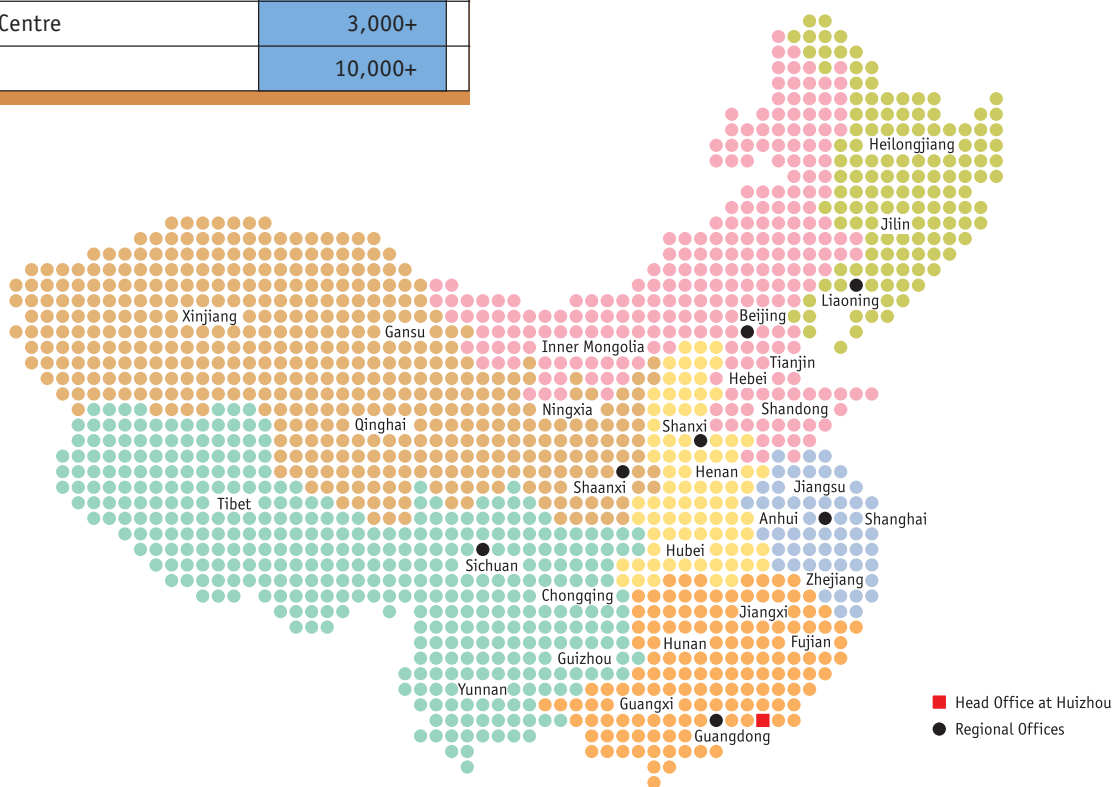 Centre 3,000+
10,000+
Heilongjiang
Jilin
Liaoning
Xinjiang
Beijing
Gansu
Inner Mongolia
Tianjin
Hebei
Ningxia
Shandong
Qinghai
Shanxi
Henan
Shaanxi
Jiangsu
Tibet
Anhui
Shanghai
Hubei
Sichuan
Zhejiang
Chongqing
Jiangxi
Hunan
Fujian
Guizhou
Yunnan
Guangxi
Guangdong
Head Office at Huizhou
Regional Offices